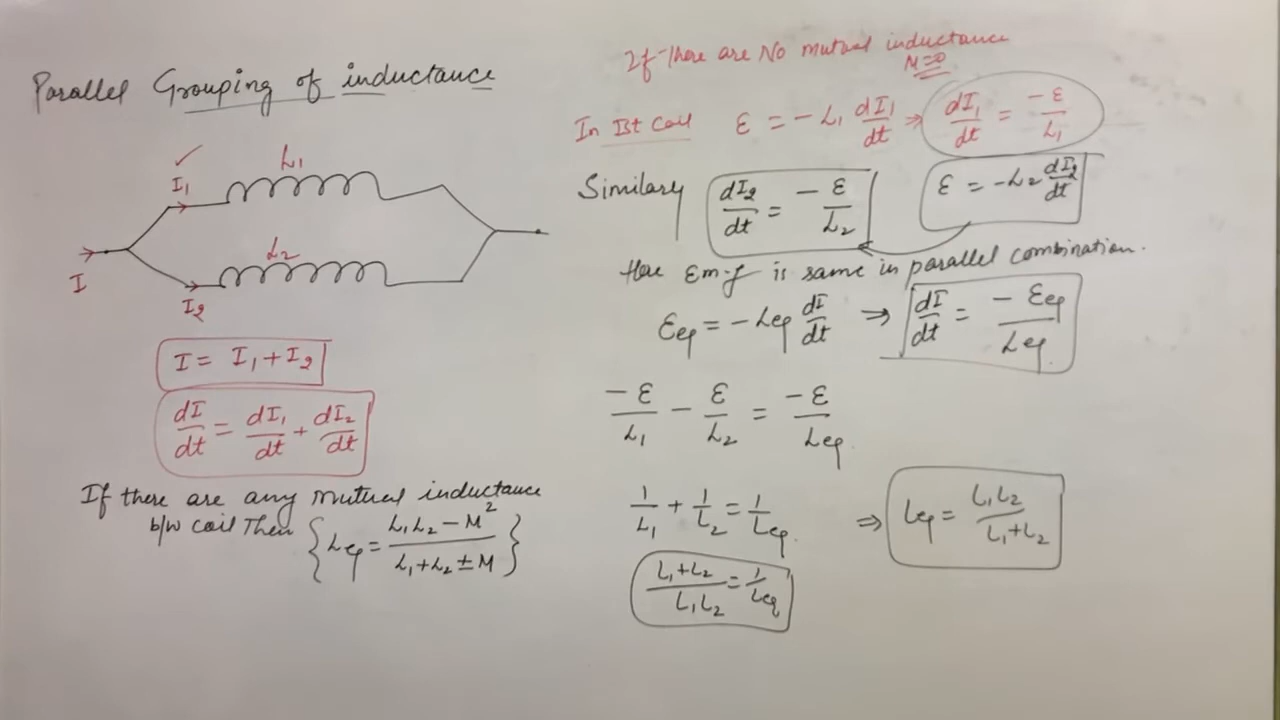 Parallel Grouping of inductance
I₁
L₁
L₂
I
I₂
I = I₁ + I₂
dI/dt = dI₁/dt + dI₂/dt
If there are any mutual inductance
b/w coil Then { Leq = (L₁L₂ − M²)/(L₁+L₂ ± M) }
If There are No mutual inductance
M=0
In Ist Coil ε = −L₁ dI₁/dt ⇒ dI₁/dt = −ε/L₁
Similary dI₂/dt = −ε/L₂ ε = −L₂ dI₂/dt
Here Em.f is same in parallel combination.
εeq = −Leq dI/dt ⇒ dI/dt = −εeq/Leq
−ε/L₁ − ε/L₂ = −ε/Leq
1/L₁ + 1/L₂ = 1/Leq ⇒ Leq = L₁L₂/(L₁+L₂)
(L₁+L₂)/(L₁L₂) = 1/Leq